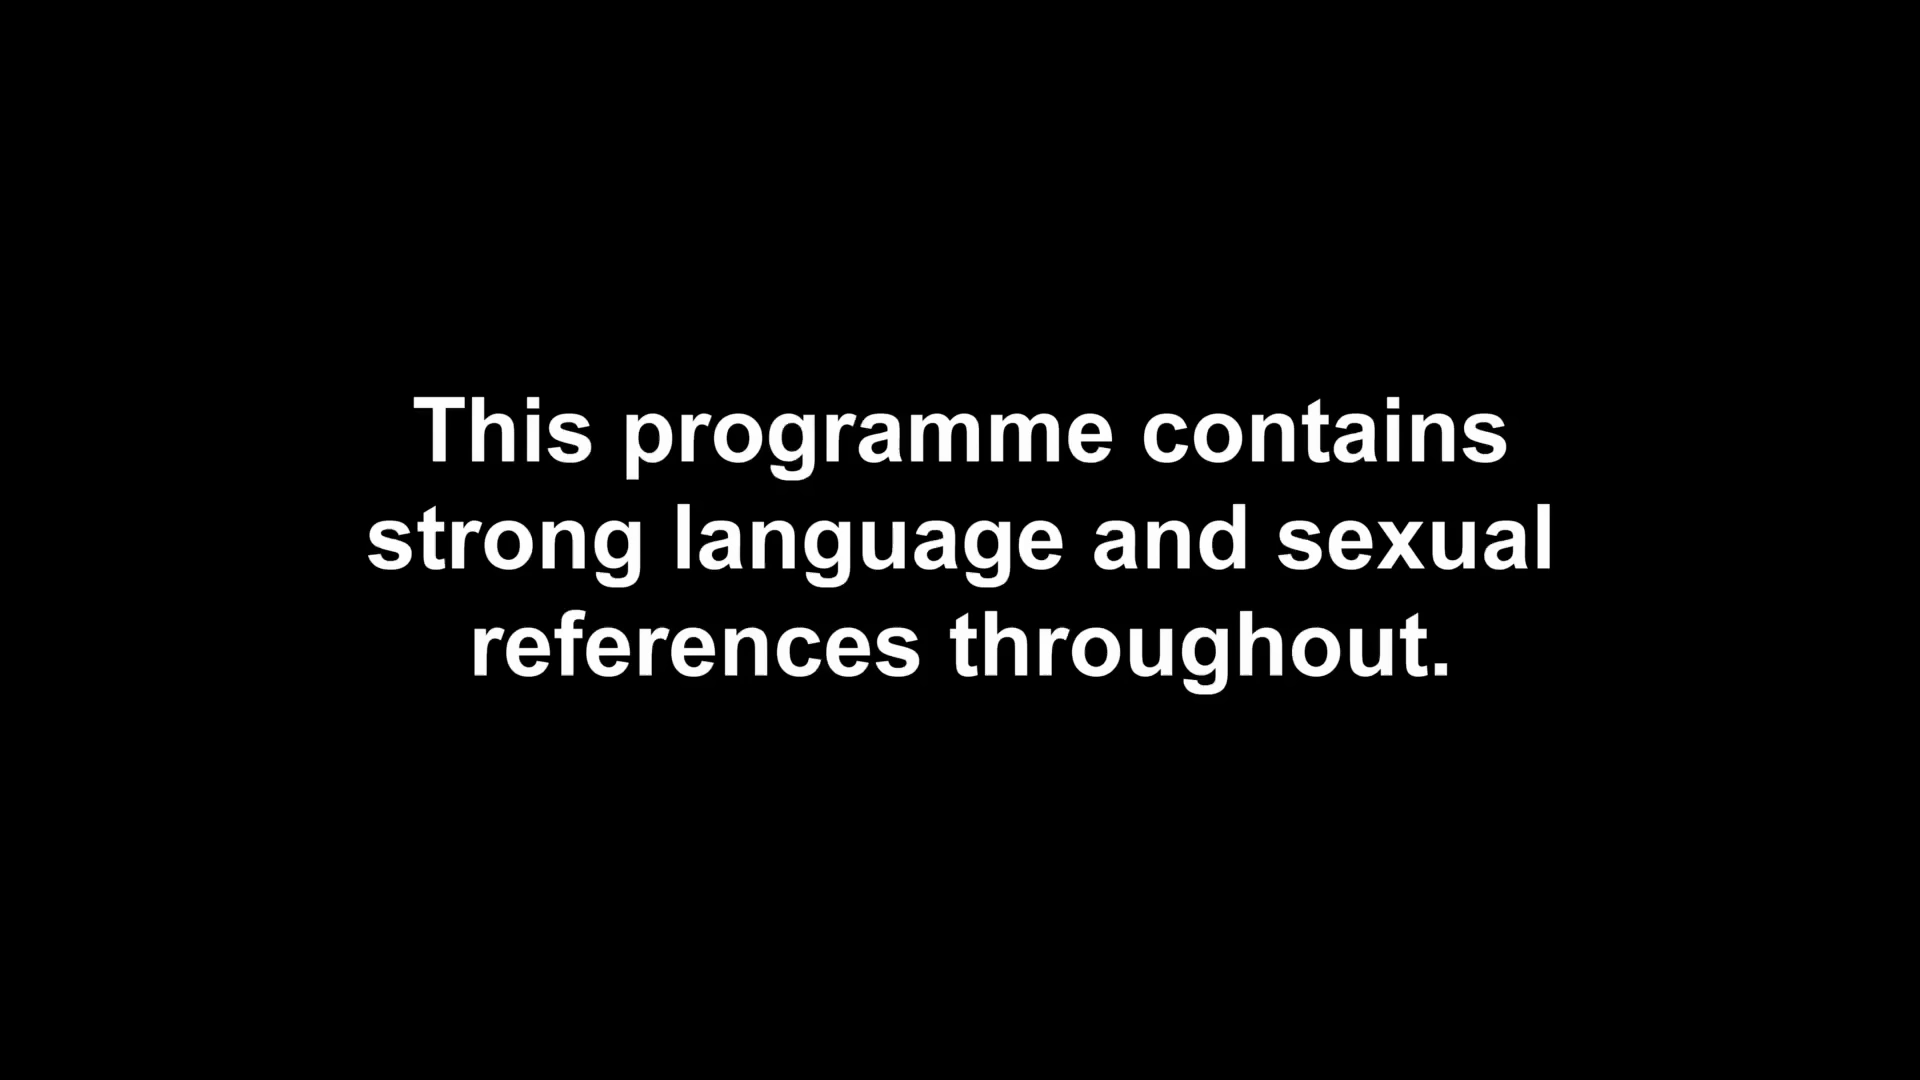 This programme contains
strong language and sexual
references throughout.